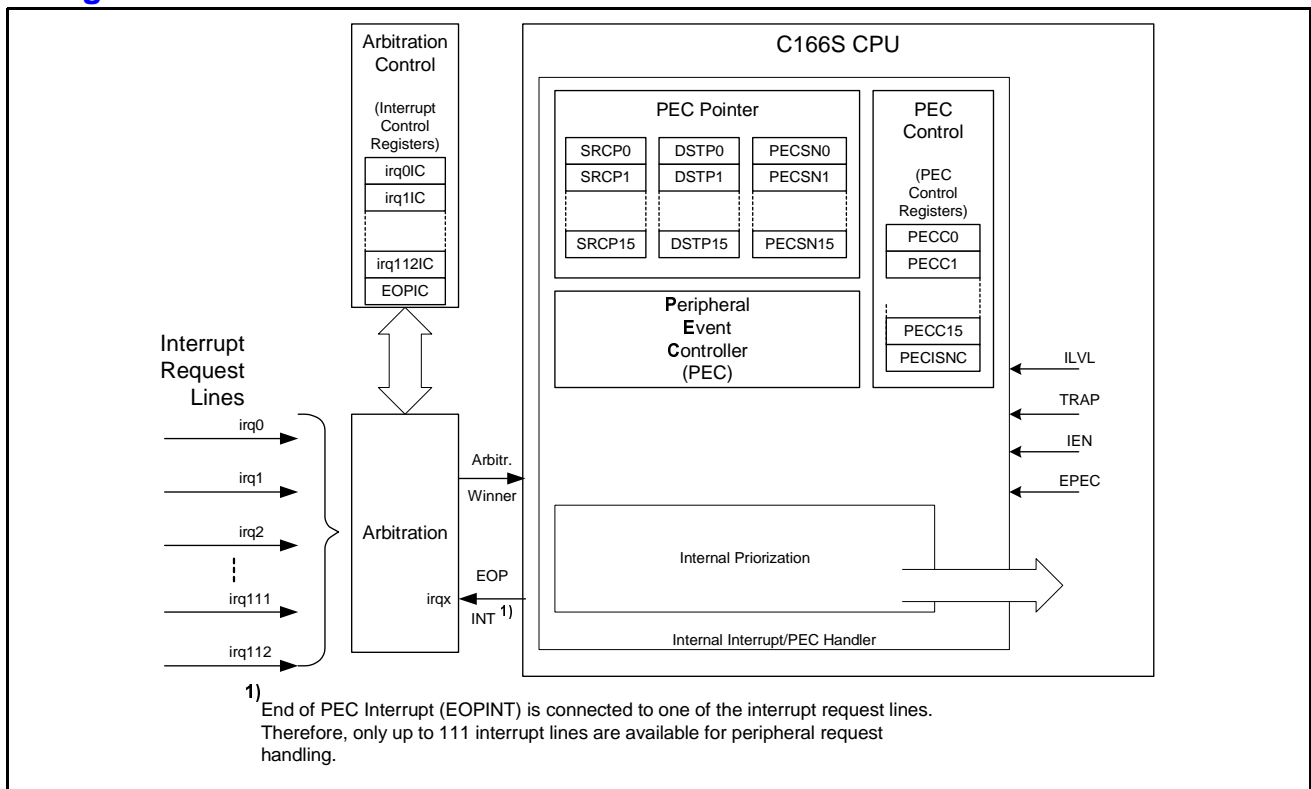 Arbitration
Control
(Interrupt
Control
Registers)
irq0IC
irq1IC
irq112IC
EOPIC
C166S CPU
PEC Pointer
SRCP0
DSTP0
PECSN0
SRCP1
DSTP1
PECSN1
SRCP15
DSTP15
PECSN15
PEC
Control
(PEC
Control
Registers)
PECC0
PECC1
PECC15
PECISNC
Peripheral
Event
Controller
(PEC)
ILVL
TRAP
IEN
EPEC
Interrupt
Request
Lines
irq0
irq1
irq2
irq111
irq112
Arbitration
irqx
Arbitr.
Winner
EOP
INT 1)
Internal Priorization
Internal Interrupt/PEC Handler
1)
End of PEC Interrupt (EOPINT) is connected to one of the interrupt request lines.
Therefore, only up to 111 interrupt lines are available for peripheral request
handling.